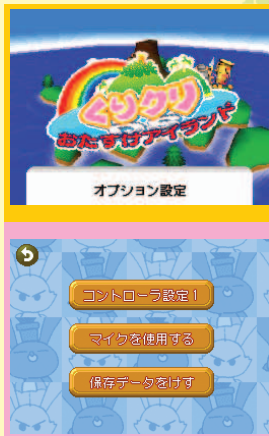 くりクリ
おたすけアイランド
オプション設定
コントローラ設定1
マイクを使用する
保存データをけす